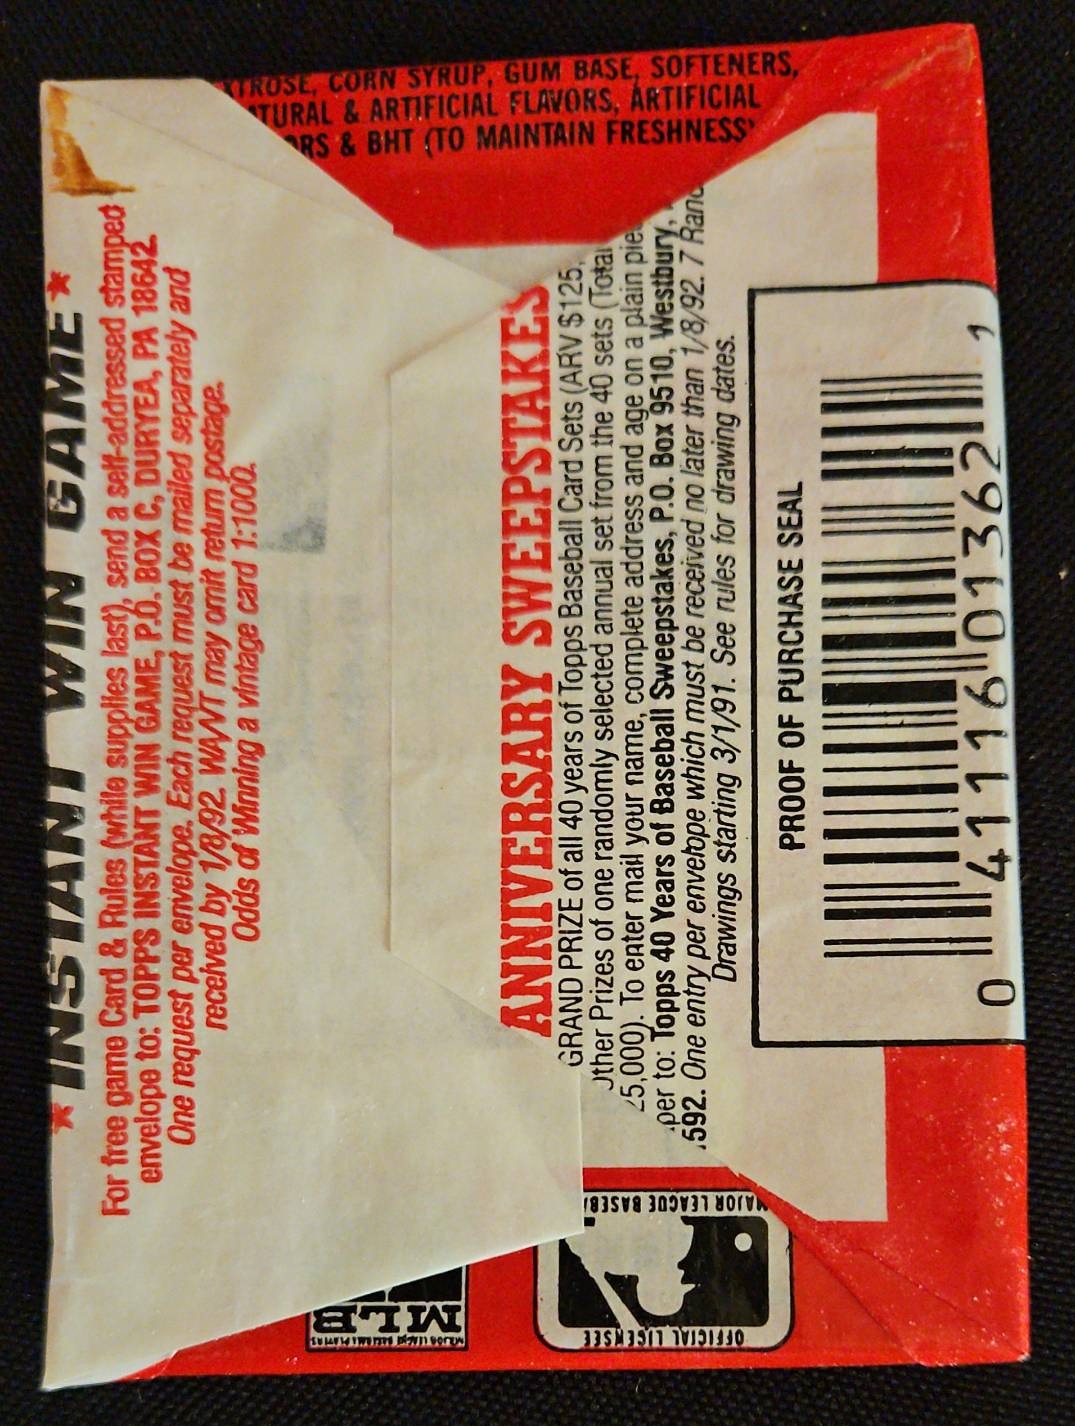 XTROSE, CORN SYRUP, GUM BASE, SOFTENERS,
TURAL & ARTIFICIAL FLAVORS, ARTIFICIAL
ORS & BHT (TO MAINTAIN FRESHNESS)
★ INSTANT WIN GAME ★
For free game Card & Rules (while supplies last), send a self-addressed stamped
envelope to: TOPPS INSTANT WIN GAME, P.O. BOX C, DURYEA, PA 18642.
One request per envelope. Each request must be mailed separately and
received by 1/8/92. WA/VT may omit return postage.
Odds of Winning a vintage card 1:1000.
ANNIVERSARY SWEEPSTAKES
GRAND PRIZE of all 40 years of Topps Baseball Card Sets (ARV $125,
Other Prizes of one randomly selected annual set from the 40 sets (Total
25,000). To enter mail your name, complete address and age on a plain pie
per to: Topps 40 Years of Baseball Sweepstakes, P.O. Box 9510, Westbury,
592. One entry per envelope which must be received no later than 1/8/92. 7 Rand
Drawings starting 3/1/91. See rules for drawing dates.
PROOF OF PURCHASE SEAL
0 41116 01362 1
MLB
MAJOR LEAGUE BASEBALL PLAYERS
OFFICIAL LICENSEE
MAJOR LEAGUE BASEBA